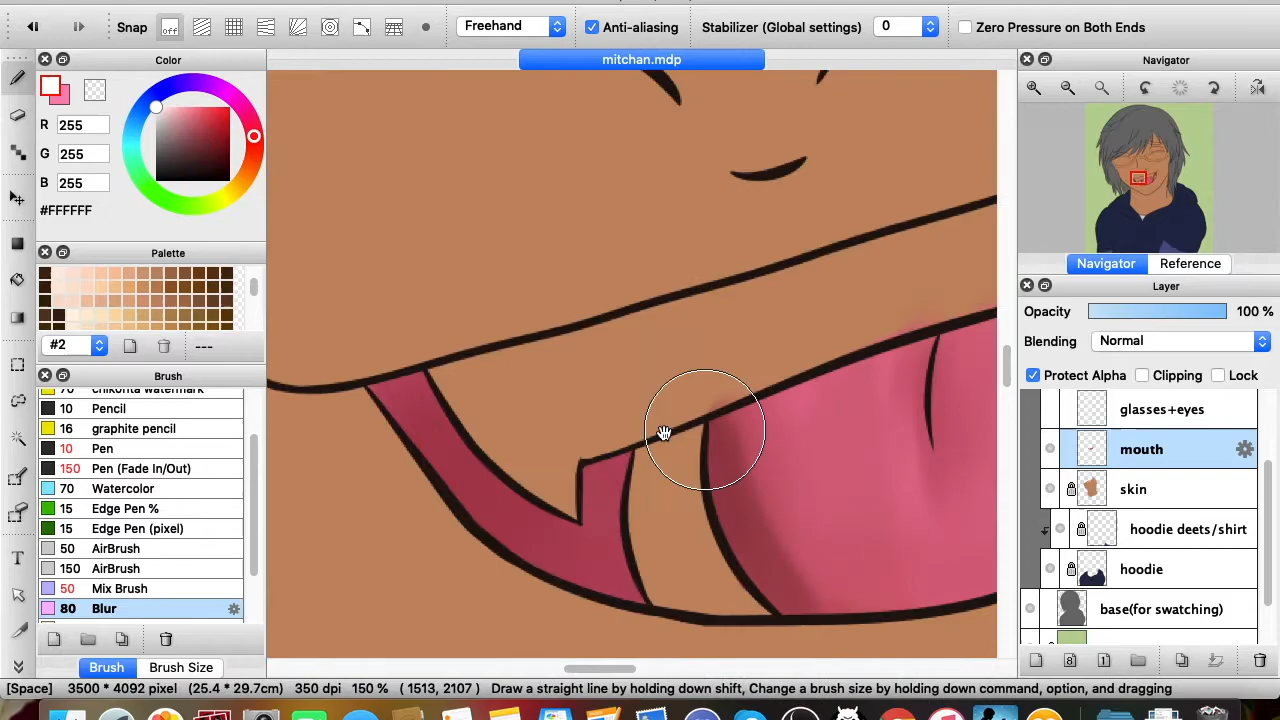 Snap off Freehand Anti-aliasing Stabilizer (Global settings) 0 Zero Pressure on Both Ends
Color mitchan.mdp Navigator
R 255
G 255
B 255
#FFFFFF
Palette
#2 ---
Brush
10 Pencil
16 graphite pencil
10 Pen
150 Pen (Fade In/Out)
70 Watercolor
15 Edge Pen %
15 Edge Pen (pixel)
50 AirBrush
150 AirBrush
50 Mix Brush
80 Blur
Brush Brush Size
Navigator Reference
Layer
Opacity 100 %
Blending Normal
Protect Alpha Clipping Lock
glasses+eyes
mouth
skin
hoodie deets/shirt
hoodie
base(for swatching)
[Space] 3500 * 4092 pixel (25.4 * 29.7cm) 350 dpi 150 % ( 1513, 2107 ) Draw a straight line by holding down shift, Change a brush size by holding down command, option, and dragging